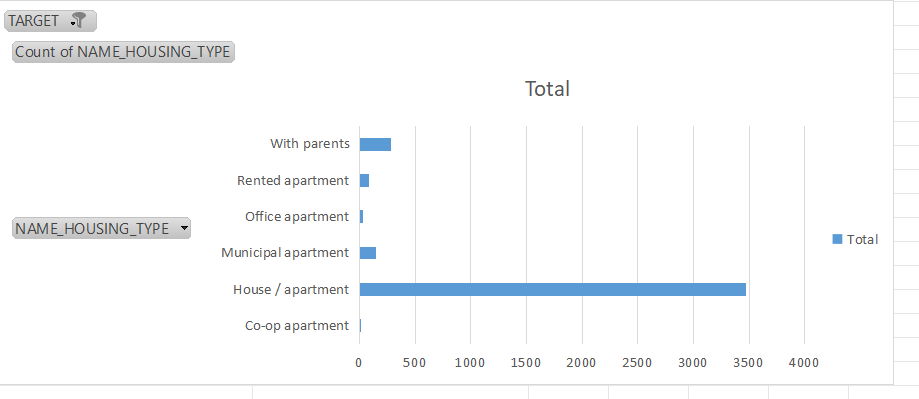 TARGET
Count of NAME_HOUSING_TYPE
Total
With parents
Rented apartment
Office apartment
NAME_HOUSING_TYPE
Municipal apartment
Total
House / apartment
Co-op apartment
0 500 1000 1500 2000 2500 3000 3500 4000